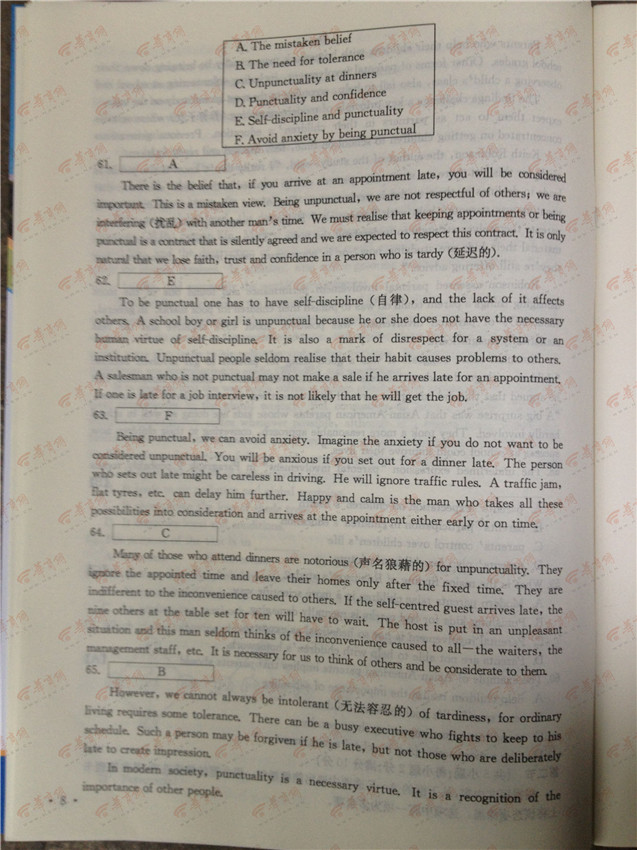 A. The mistaken belief
B. The need for tolerance
C. Unpunctuality at dinners
D. Punctuality and confidence
E. Self-discipline and punctuality
F. Avoid anxiety by being punctual
61. A
There is the belief that, if you arrive at an appointment late, you will be considered
important. This is a mistaken view. Being unpunctual, we are not respectful of others; we are
interfering (扰乱) with another man's time. We must realise that keeping appointments or being
punctual is a contract that is silently agreed and we are expected to respect this contract. It is only
natural that we lose faith, trust and confidence in a person who is tardy (延迟的).
62. E
To be punctual one has to have self-discipline (自律), and the lack of it affects
others. A school boy or girl is unpunctual because he or she does not have the necessary
human virtue of self-discipline. It is also a mark of disrespect for a system or an
institution. Unpunctual people seldom realise that their habit causes problems to others.
A salesman who is not punctual may not make a sale if he arrives late for an appointment.
If one is late for a job interview, it is not likely that he will get the job.
63. F
Being punctual, we can avoid anxiety. Imagine the anxiety if you do not want to be
considered unpunctual. You will be anxious if you set out for a dinner late. The person
who sets out late might be careless in driving. He will ignore traffic rules. A traffic jam,
flat tyres, etc. can delay him further. Happy and calm is the man who takes all these
possibilities into consideration and arrives at the appointment either early or on time.
64. C
Many of those who attend dinners are notorious (声名狼藉的) for unpunctuality. They
ignore the appointed time and leave their homes only after the fixed time. They are
indifferent to the inconvenience caused to others. If the self-centred guest arrives late, the
nine others at the table set for ten will have to wait. The host is put in an unpleasant
situation and this man seldom thinks of the inconvenience caused to all—the waiters, the
management staff, etc. It is necessary for us to think of others and be considerate to them.
65. B
However, we cannot always be intolerant (无法容忍的) of tardiness, for ordinary
living requires some tolerance. There can be a busy executive who fights to keep to his
schedule. Such a person may be forgiven if he is late, but not those who are deliberately
late to create impression.
In modern society, punctuality is a necessary virtue. It is a recognition of the
importance of other people.
· 8 ·